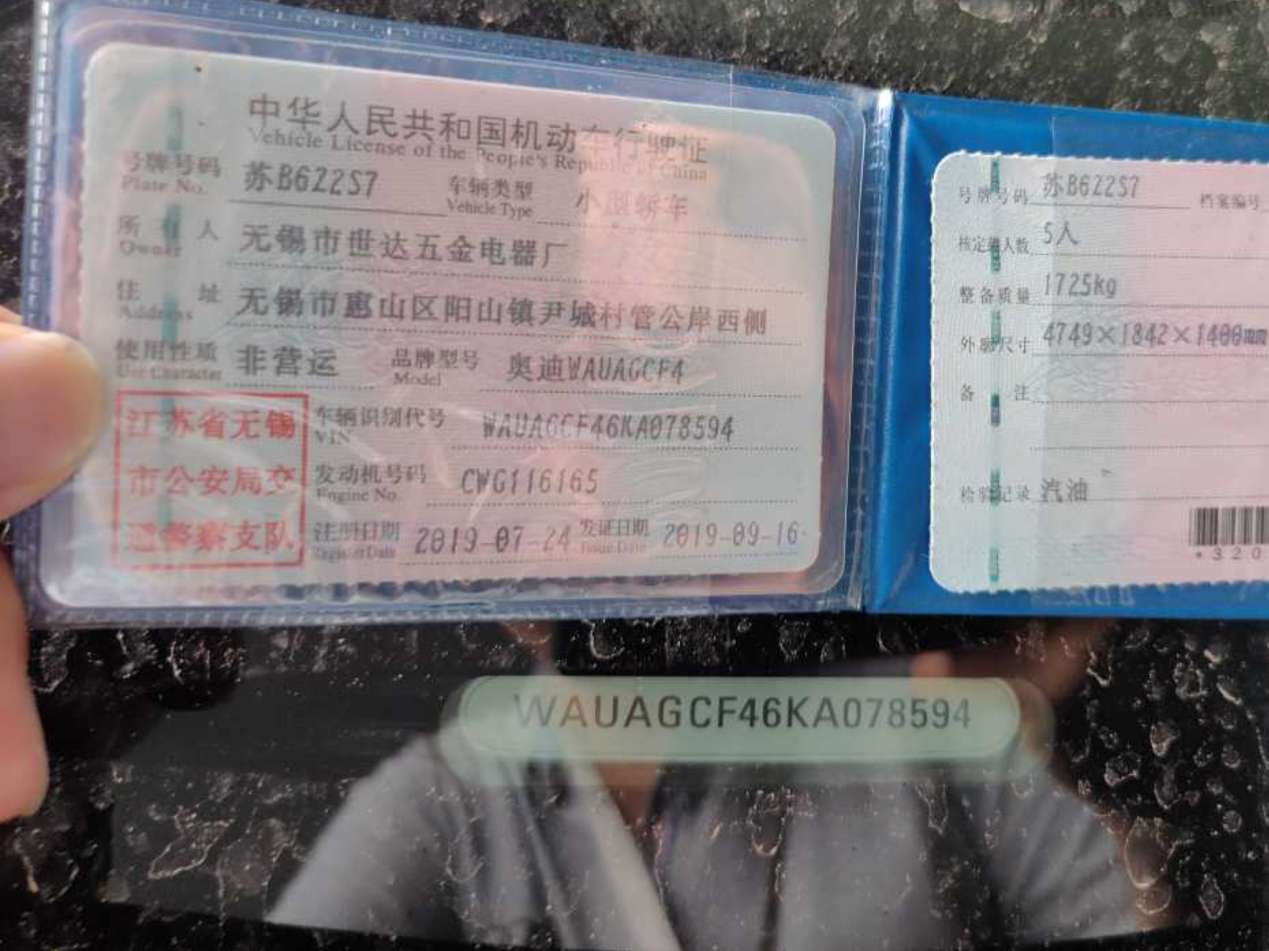 中华人民共和国机动车行驶证
Vehicle License of the People's Republic of China
号牌号码 苏B6Z2S7 车辆类型 小型轿车
Plate No. Vehicle Type
所有人 无锡市世达五金电器厂
Owner
住址 无锡市惠山区阳山镇尹城村管公岸西侧
Address
使用性质 非营运 品牌型号 奥迪WAUAGCF4
Use Character Model
江苏省无锡
市公安局交
通警察支队
车辆识别代号 WAUAGCF46KA078594
VIN
发动机号码 CWG116165
Engine No.
注册日期 2019-07-24 发证日期 2019-09-16
Register Date Issue Date
号牌号码 苏B6Z2S7 档案编号
核定载人数 5人
整备质量 1725kg
外廓尺寸 4749×1842×1400mm
备注
检验记录 汽油
*320
WAUAGCF46KA078594